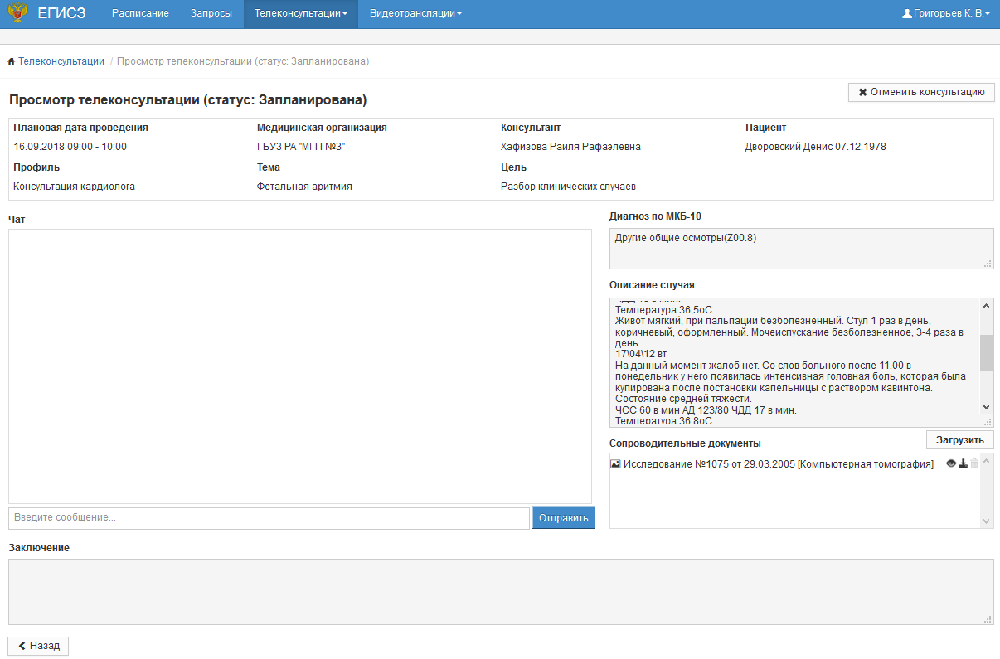 ЕГИСЗ Расписание Запросы Телеконсультации Видеотрансляции Григорьев К. В.
Телеконсультации / Просмотр телеконсультации (статус: Запланирована)
Просмотр телеконсультации (статус: Запланирована)
Отменить консультацию
Плановая дата проведения Медицинская организация Консультант Пациент
16.09.2018 09:00 - 10:00 ГБУЗ РА "МГП №3" Хафизова Раиля Рафаэлевна Дворовский Денис 07.12.1978
Профиль Тема Цель
Консультация кардиолога Фетальная аритмия Разбор клинических случаев
Чат
Введите сообщение...
Отправить
Диагноз по МКБ-10
Другие общие осмотры(Z00.8)
Описание случая
Температура 36,5оС.
Живот мягкий, при пальпации безболезненный. Стул 1 раз в день,
коричневый, оформленный. Мочеиспускание безболезненное, 3-4 раза в
день.
17\04\12 вт
На данный момент жалоб нет. Со слов больного после 11.00 в
понедельник у него появилась интенсивная головная боль, которая была
купирована после постановки капельницы с раствором кавинтона.
Состояние средней тяжести.
ЧСС 60 в мин АД 123/80 ЧДД 17 в мин.
Температура 36,8оС
Сопроводительные документы
Загрузить
Исследование №1075 от 29.03.2005 [Компьютерная томография]
Заключение
Назад